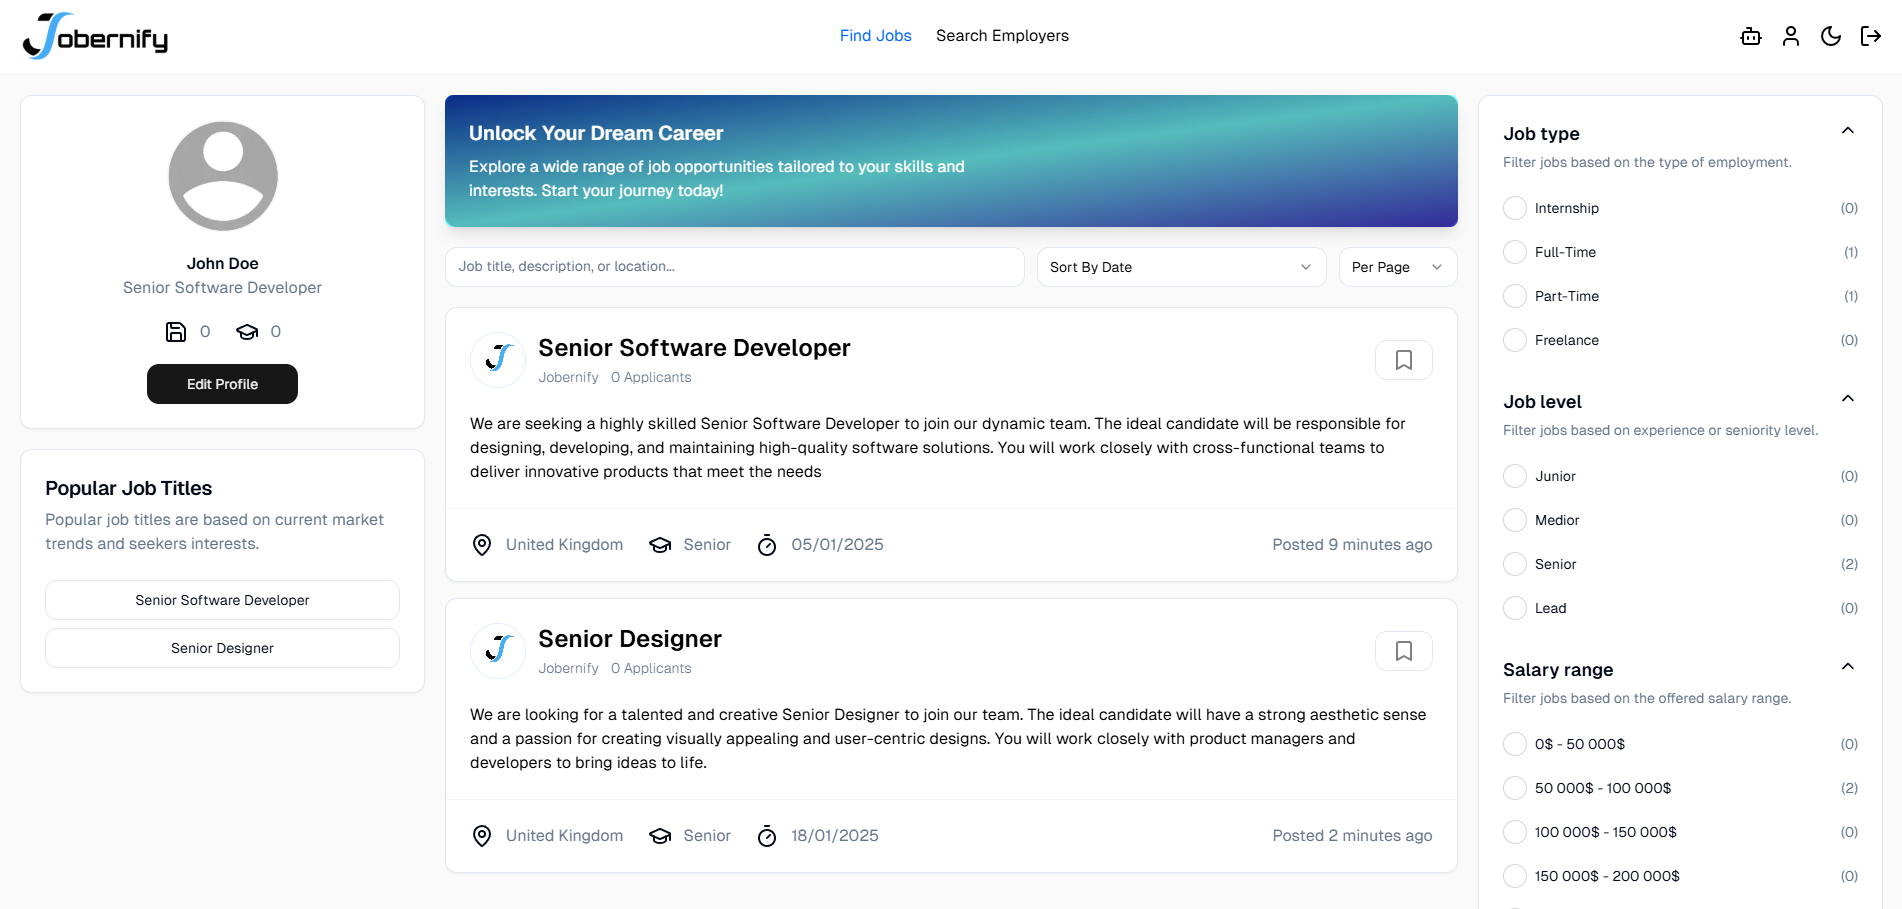 Jobernify
Find Jobs
Search Employers
John Doe
Senior Software Developer
0
0
Edit Profile
Popular Job Titles
Popular job titles are based on current market
trends and seekers interests.
Senior Software Developer
Senior Designer
Unlock Your Dream Career
Explore a wide range of job opportunities tailored to your skills and
interests. Start your journey today!
Job title, description, or location...
Sort By Date
Per Page
Senior Software Developer
Jobernify 0 Applicants
We are seeking a highly skilled Senior Software Developer to join our dynamic team. The ideal candidate will be responsible for
designing, developing, and maintaining high-quality software solutions. You will work closely with cross-functional teams to
deliver innovative products that meet the needs
United Kingdom
Senior
05/01/2025
Posted 9 minutes ago
Senior Designer
Jobernify 0 Applicants
We are looking for a talented and creative Senior Designer to join our team. The ideal candidate will have a strong aesthetic sense
and a passion for creating visually appealing and user-centric designs. You will work closely with product managers and
developers to bring ideas to life.
United Kingdom
Senior
18/01/2025
Posted 2 minutes ago
Job type
Filter jobs based on the type of employment.
Internship (0)
Full-Time (1)
Part-Time (1)
Freelance (0)
Job level
Filter jobs based on experience or seniority level.
Junior (0)
Medior (0)
Senior (2)
Lead (0)
Salary range
Filter jobs based on the offered salary range.
0$ - 50 000$ (0)
50 000$ - 100 000$ (2)
100 000$ - 150 000$ (0)
150 000$ - 200 000$ (0)